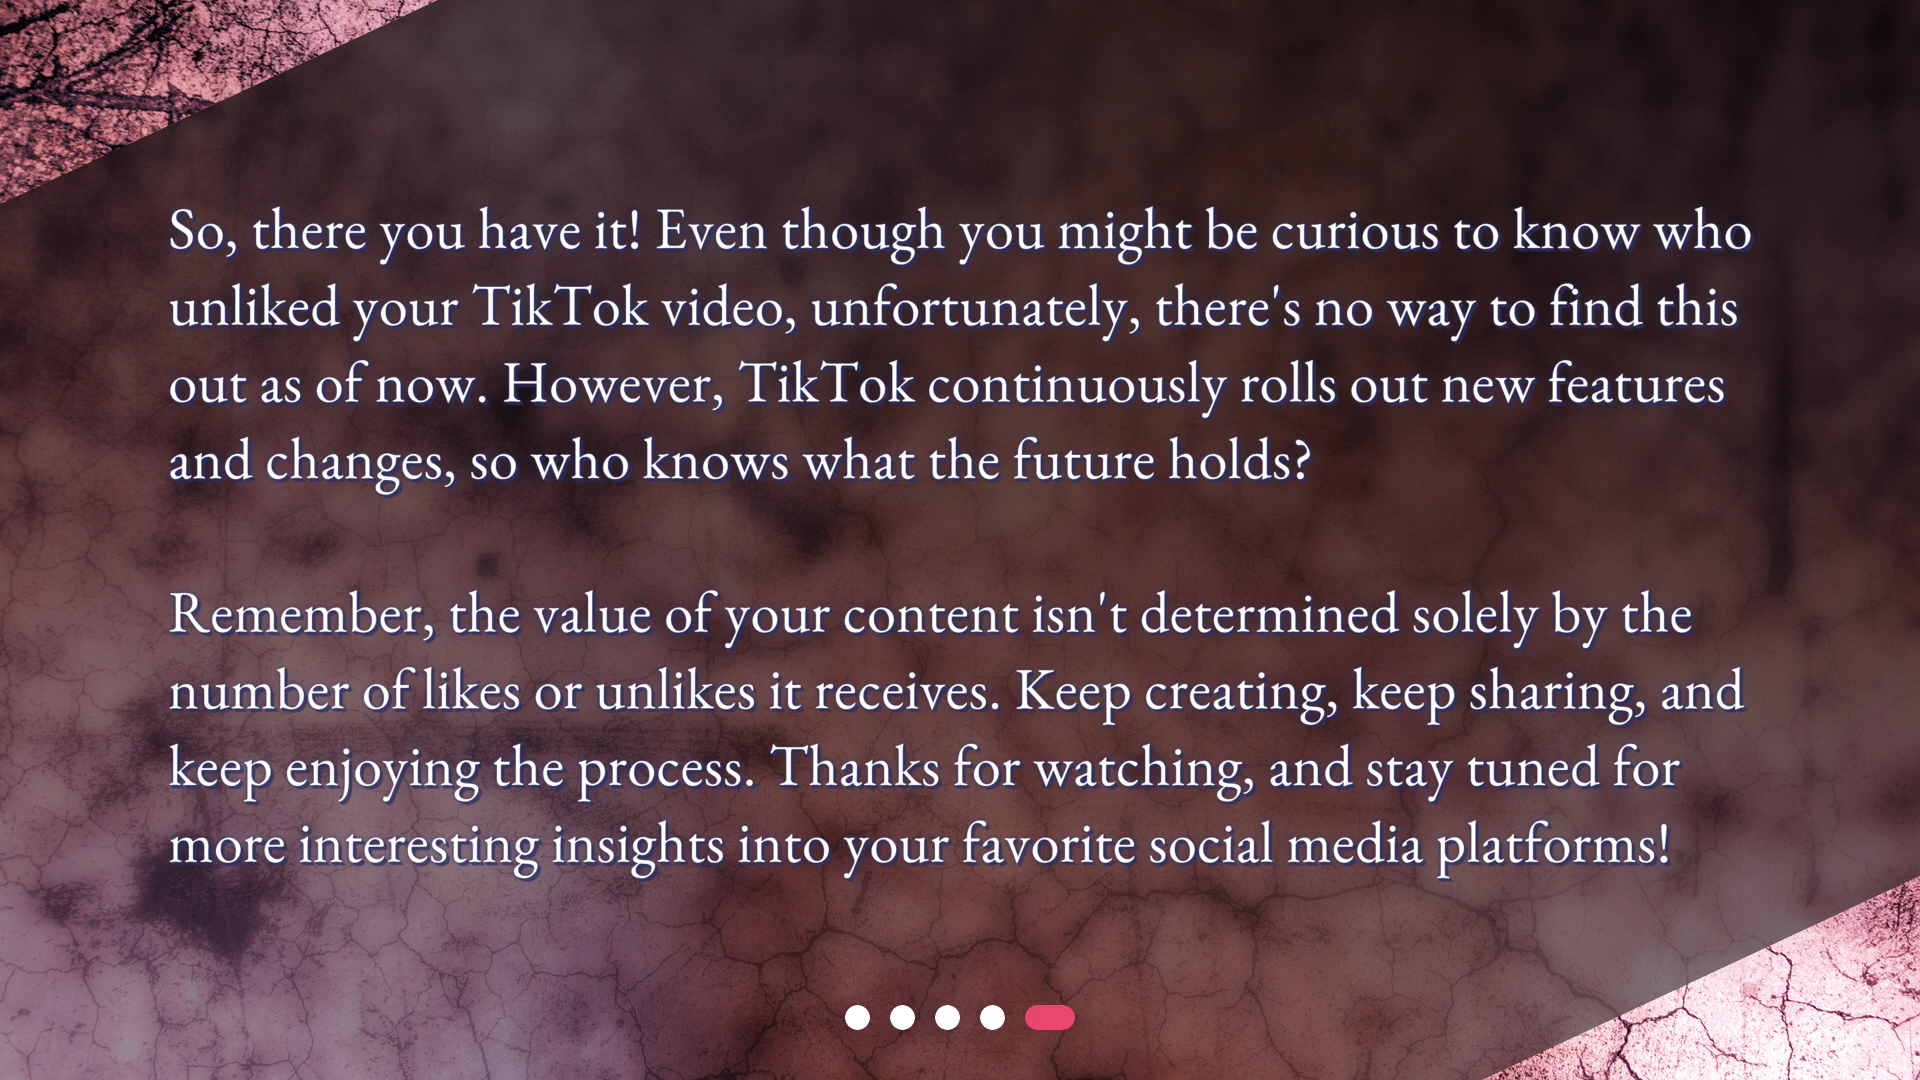 So, there you have it! Even though you might be curious to know who
unliked your TikTok video, unfortunately, there's no way to find this
out as of now. However, TikTok continuously rolls out new features
and changes, so who knows what the future holds?
Remember, the value of your content isn't determined solely by the
number of likes or unlikes it receives. Keep creating, keep sharing, and
keep enjoying the process. Thanks for watching, and stay tuned for
more interesting insights into your favorite social media platforms!